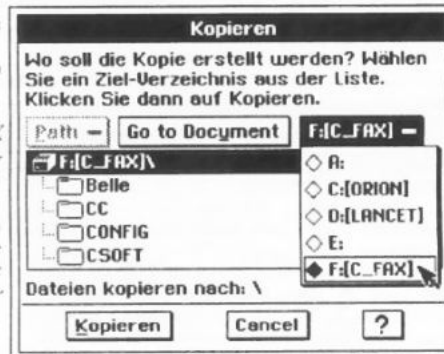 Kopieren
Wo soll die Kopie erstellt werden? Wählen
Sie ein Ziel-Verzeichnis aus der Liste.
Klicken Sie dann auf Kopieren.
Path Go to Document F:[C_FAX]
F:[C_FAX]\
A:
Belle
C:[ORION]
CC
D:[LANCET]
CONFIG
E:
CSOFT
F:[C_FAX]
Dateien kopieren nach: \
Kopieren Cancel ?